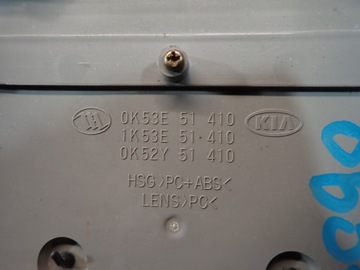 0K53E 51 410 KIA
1K53E 51·410
0K52Y 51 410
HSG>PC+ABS<
LENS>PC<